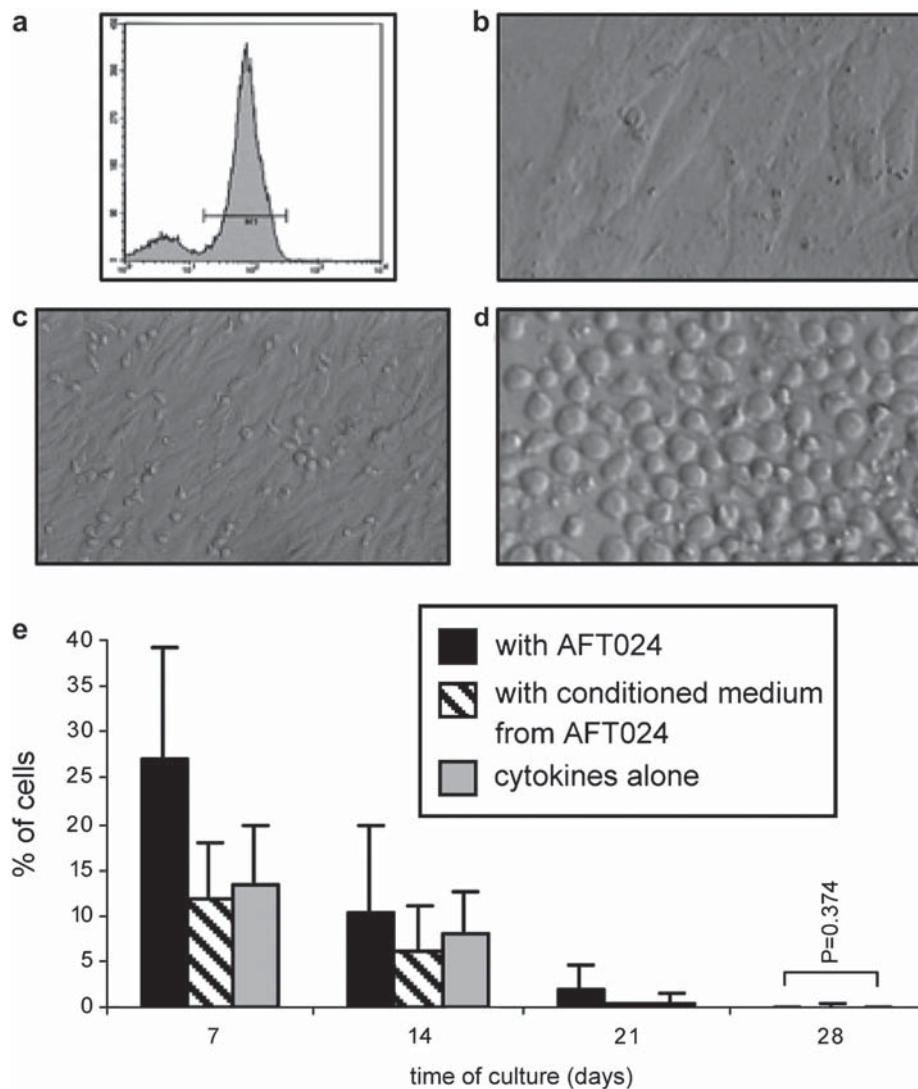 a
b
M1
c
d
e
with AFT024
with conditioned medium
from AFT024
cytokines alone
% of cells
40
35
30
25
20
15
10
5
0
P=0.374
7 14 21 28
time of culture (days)